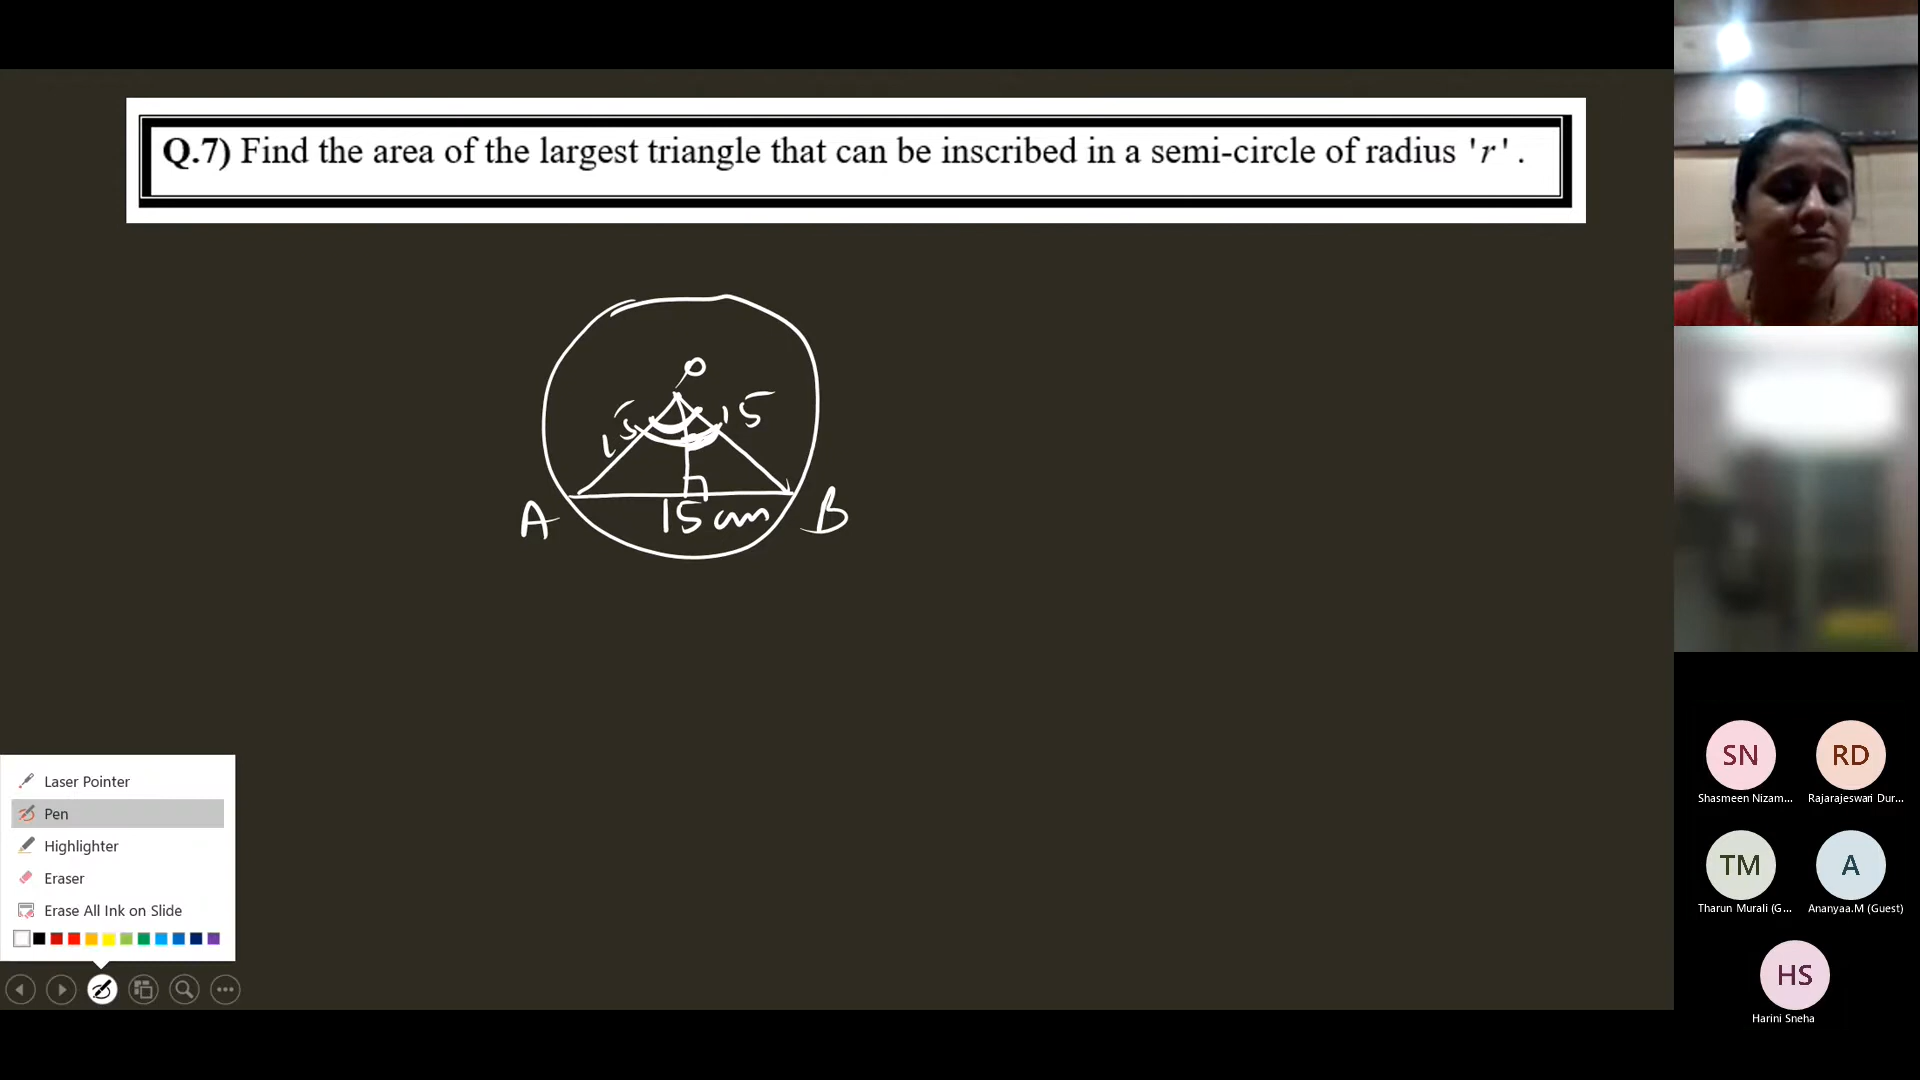 Q.7) Find the area of the largest triangle that can be inscribed in a semi-circle of radius 'r' .
O
15
15
A
15 cm
B
Laser Pointer
Pen
Highlighter
Eraser
Erase All Ink on Slide
SN
RD
Shasmeen Nizam...
Rajarajeswari Dur...
TM
A
Tharun Murali (G...
Ananyaa.M (Guest)
HS
Harini Sneha